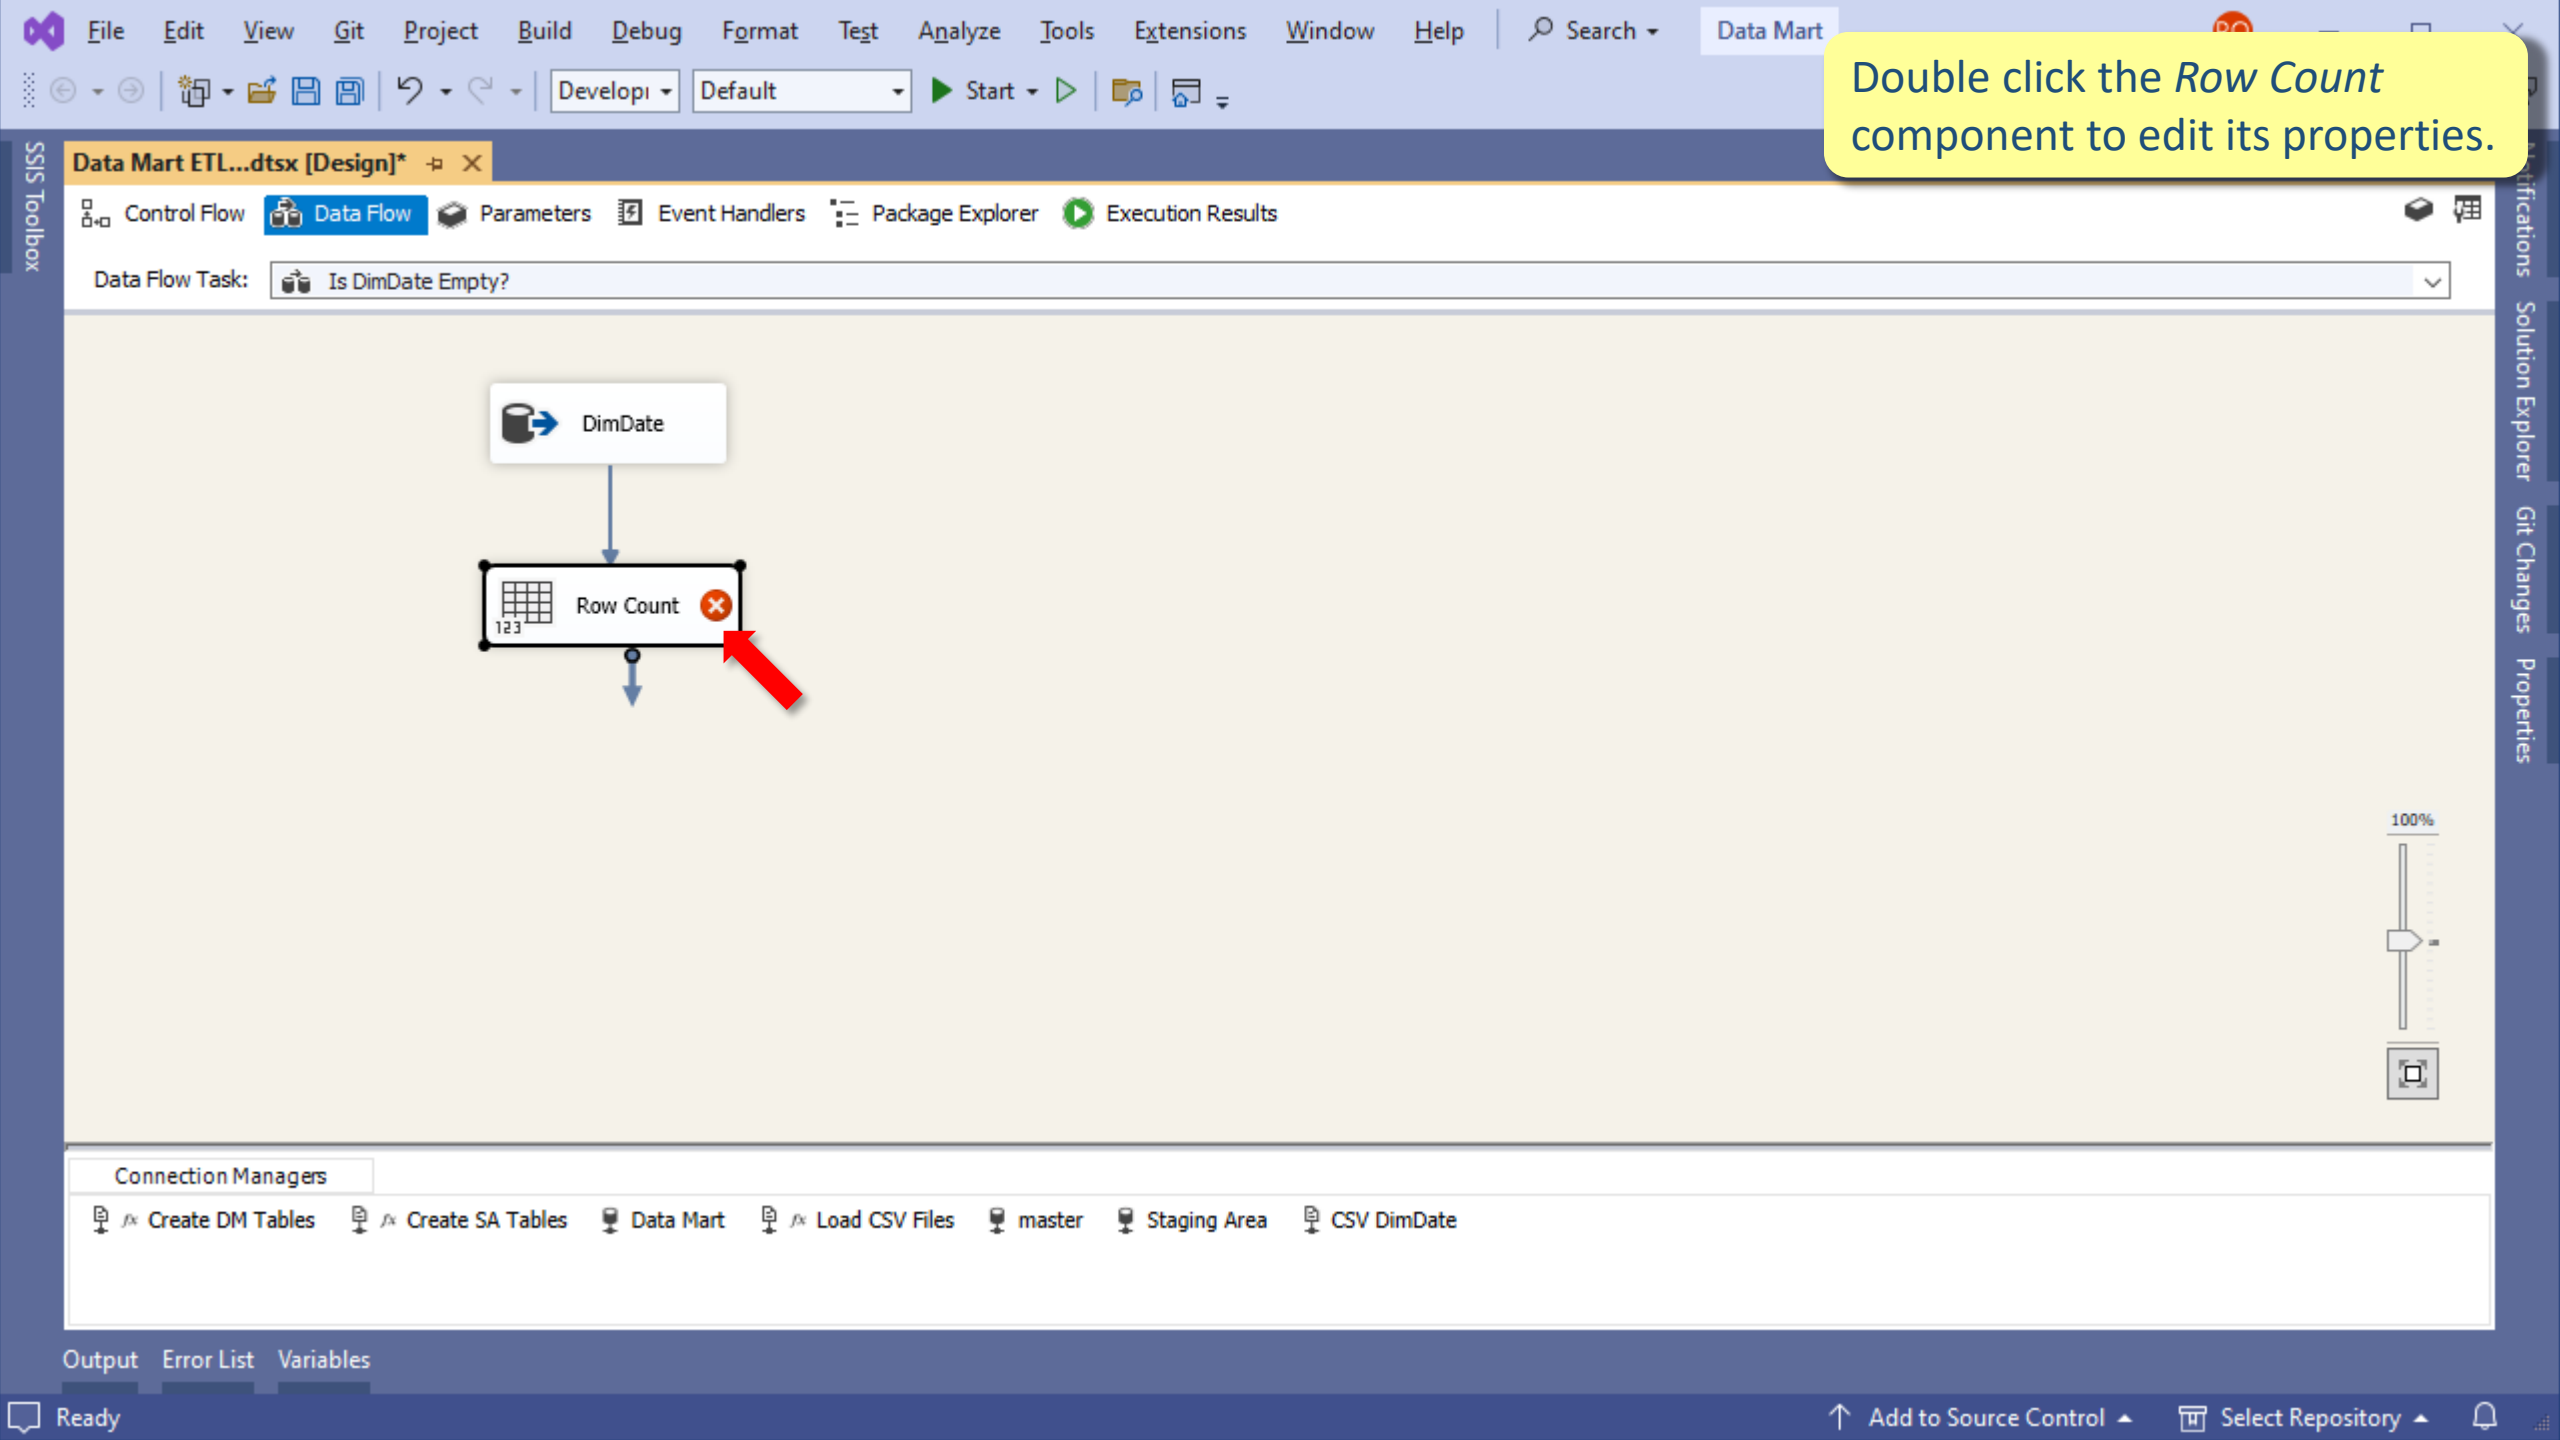 File Edit View Git Project Build Debug Format Test Analyze Tools Extensions Window Help Search Data Mart
Default Start
Double click the Row Count
component to edit its properties.
SSIS Toolbox
Data Mart ETL...dtsx [Design]*
Control Flow Data Flow Parameters Event Handlers Package Explorer Execution Results
Data Flow Task: Is DimDate Empty?
DimDate
Row Count
123
100%
Solution Explorer
Git Changes
Properties
Connection Managers
fx Create DM Tables fx Create SA Tables Data Mart fx Load CSV Files master Staging Area CSV DimDate
Output Error List Variables
Ready Add to Source Control Select Repository